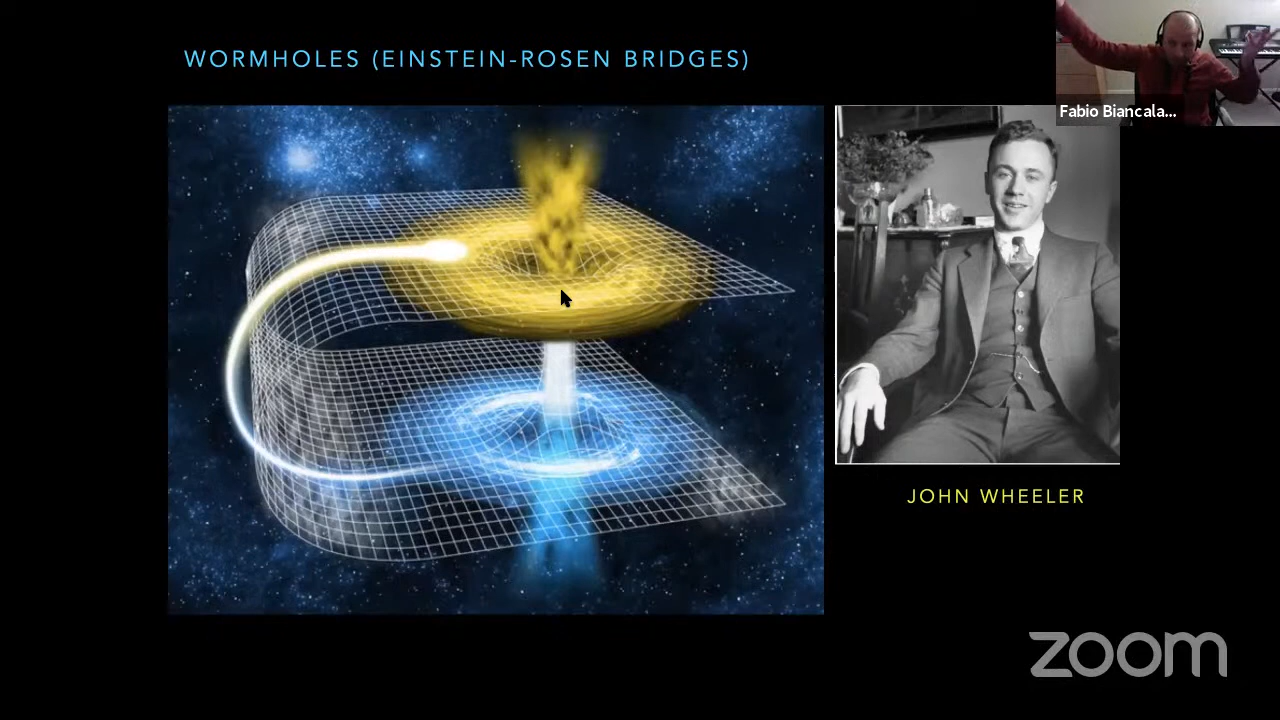 WORMHOLES (EINSTEIN-ROSEN BRIDGES)
Fabio Biancala...
JOHN WHEELER
zoom